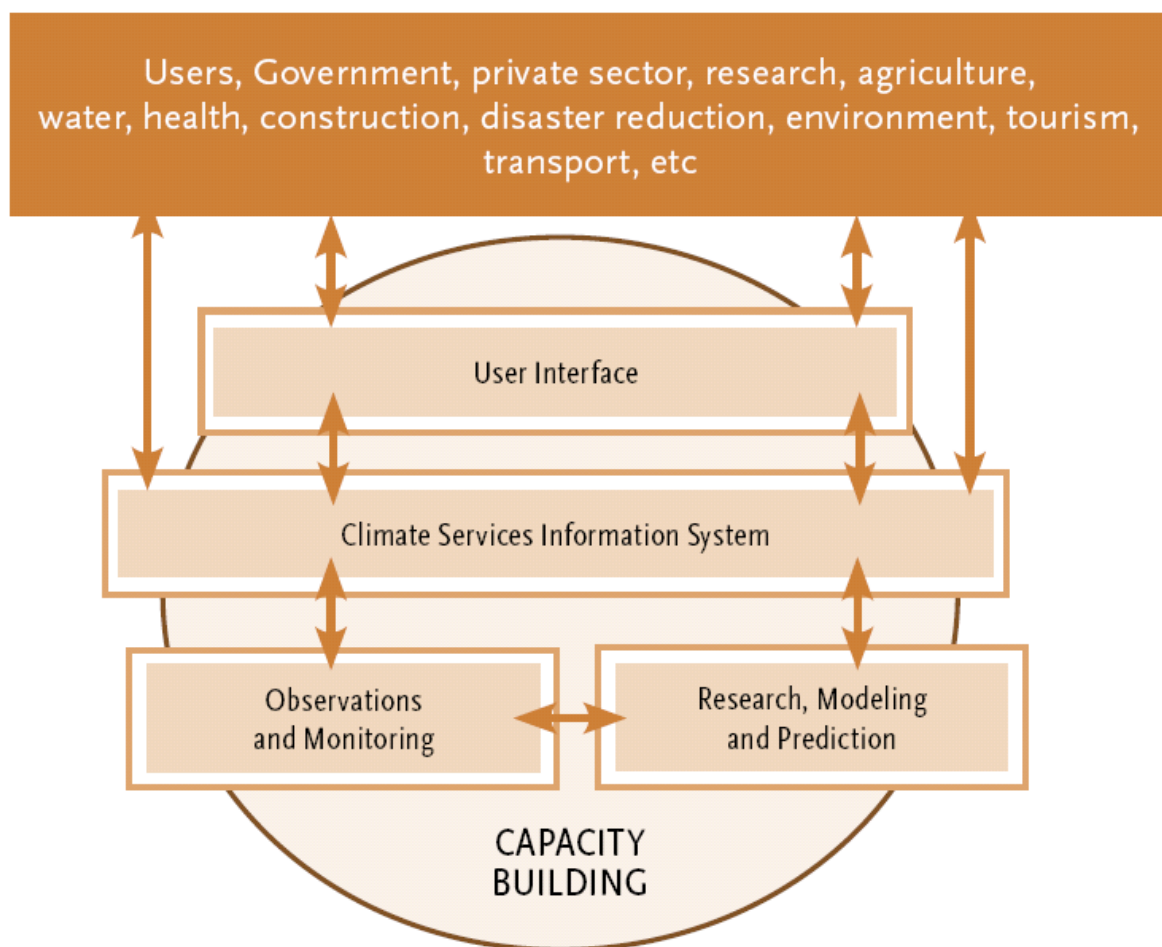 Users, Government, private sector, research, agriculture,
water, health, construction, disaster reduction, environment, tourism,
transport, etc
User Interface
Climate Services Information System
Observations
and Monitoring
Research, Modeling
and Prediction
CAPACITY
BUILDING